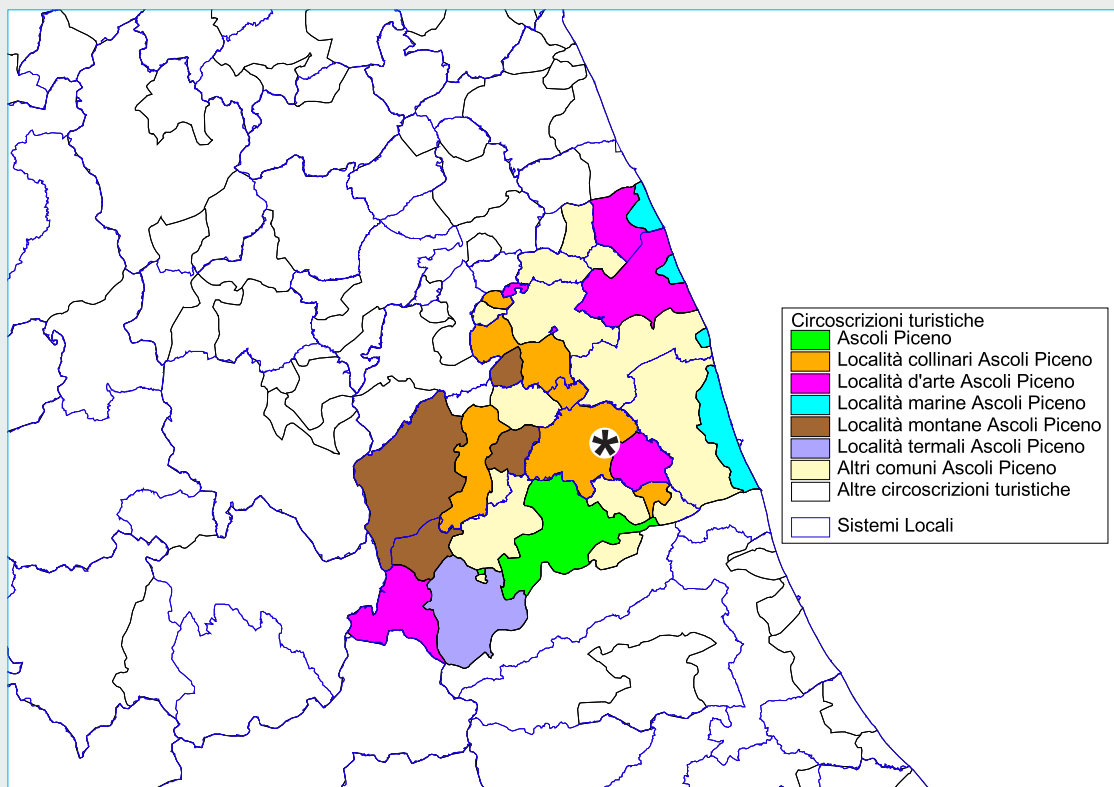 Circoscrizioni turistiche
Ascoli Piceno
Località collinari Ascoli Piceno
Località d'arte Ascoli Piceno
Località marine Ascoli Piceno
Località montane Ascoli Piceno
Località termali Ascoli Piceno
Altri comuni Ascoli Piceno
Altre circoscrizioni turistiche
Sistemi Locali
*